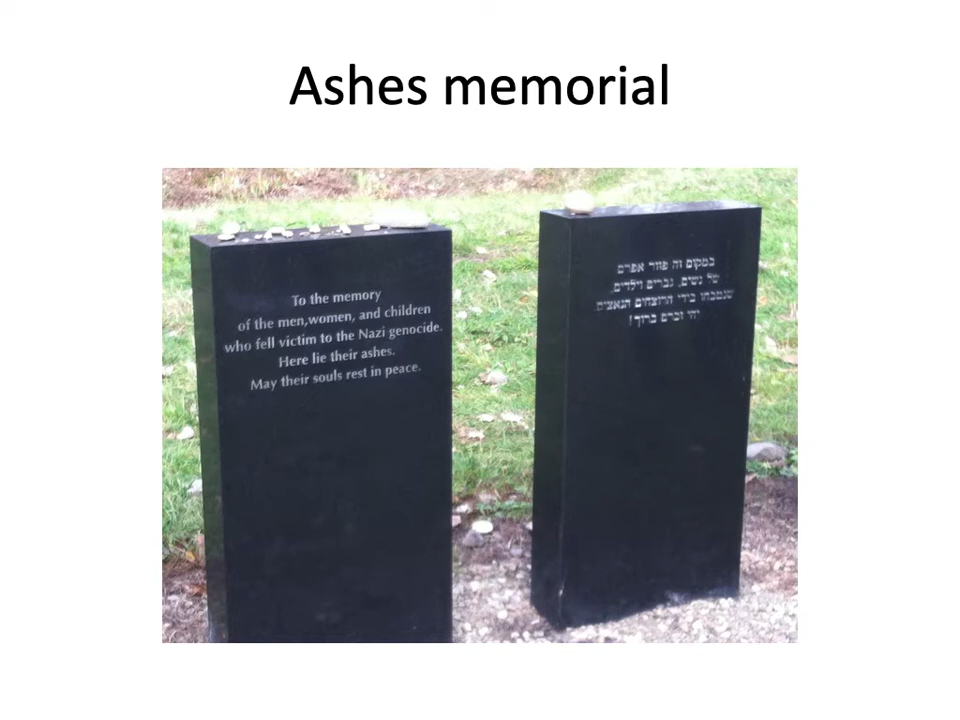 Ashes memorial
To the memory
of the men,women, and children
who fell victim to the Nazi genocide.
Here lie their ashes.
May their souls rest in peace.
במקום זה פוזר אפרם
של נשים, גברים וילדים,
שנטבחו בידי הרוצחים הנאצים.
יהי זכרם ברוך!